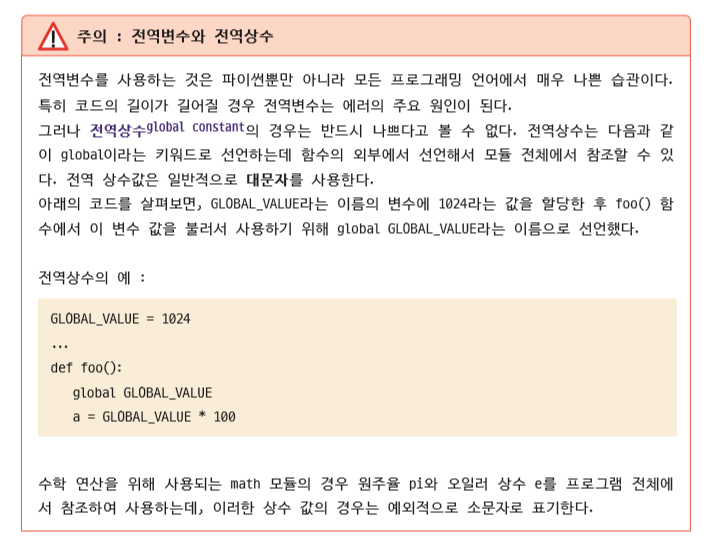 주의 : 전역변수와 전역상수
전역변수를 사용하는 것은 파이썬뿐만 아니라 모든 프로그래밍 언어에서 매우 나쁜 습관이다.
특히 코드의 길이가 길어질 경우 전역변수는 에러의 주요 원인이 된다.
그러나 전역상수global constant의 경우는 반드시 나쁘다고 볼 수 없다. 전역상수는 다음과 같
이 global이라는 키워드로 선언하는데 함수의 외부에서 선언해서 모듈 전체에서 참조할 수 있
다. 전역 상수값은 일반적으로 대문자를 사용한다.
아래의 코드를 살펴보면, GLOBAL_VALUE라는 이름의 변수에 1024라는 값을 할당한 후 foo() 함
수에서 이 변수 값을 불러서 사용하기 위해 global GLOBAL_VALUE라는 이름으로 선언했다.
전역상수의 예 :
GLOBAL_VALUE = 1024
...
def foo():
global GLOBAL_VALUE
a = GLOBAL_VALUE * 100
수학 연산을 위해 사용되는 math 모듈의 경우 원주율 pi와 오일러 상수 e를 프로그램 전체에
서 참조하여 사용하는데, 이러한 상수 값의 경우는 예외적으로 소문자로 표기한다.